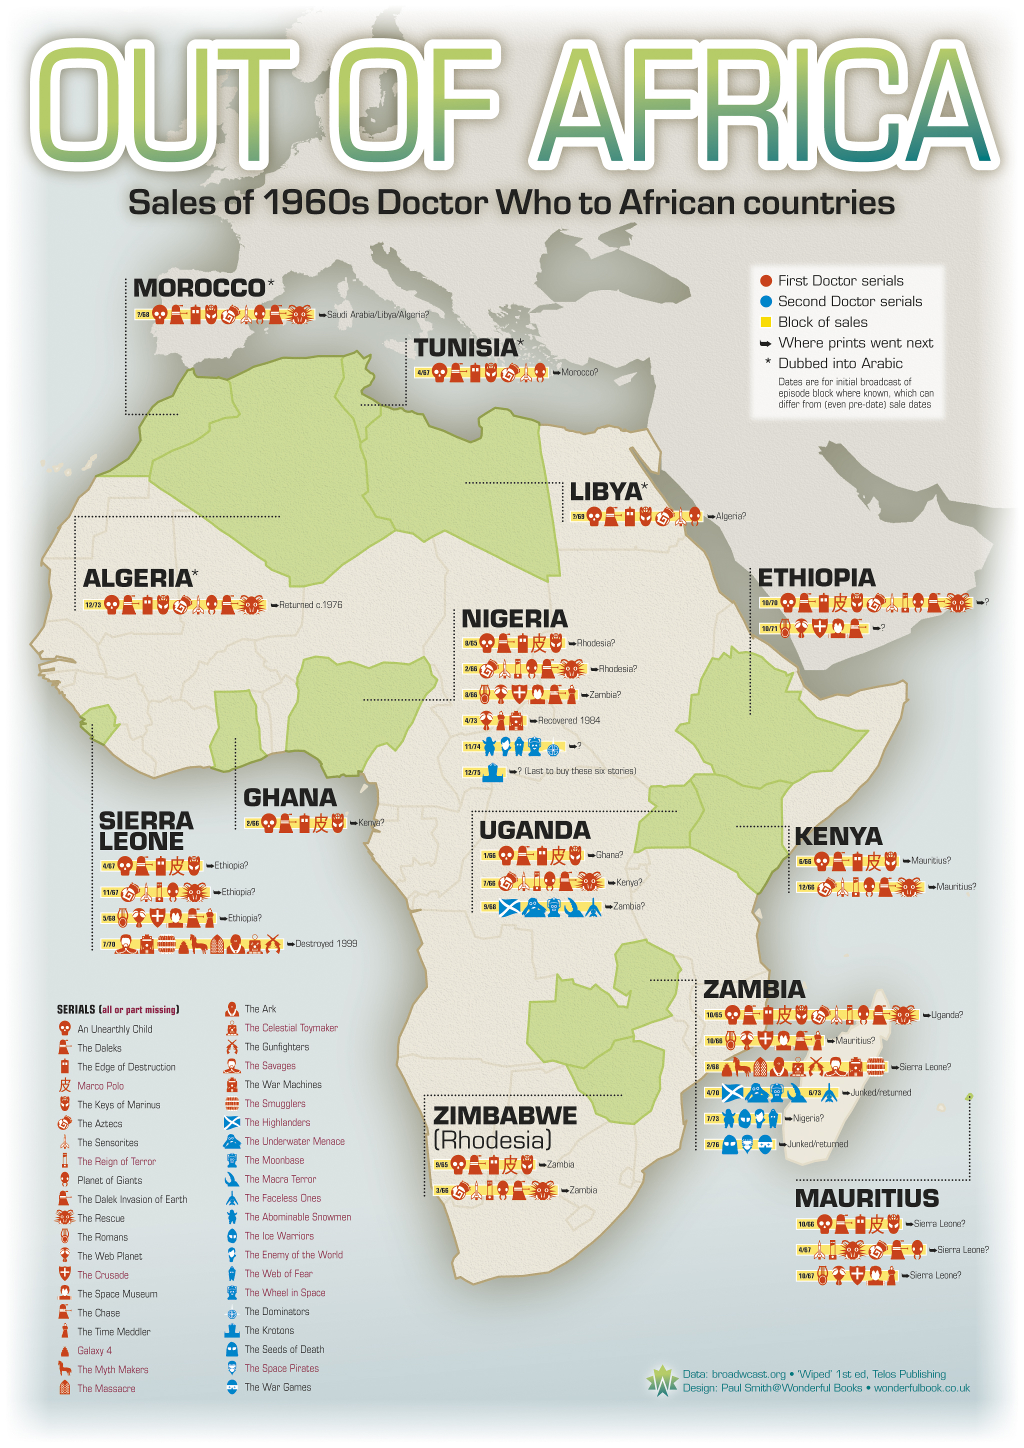 OUT OF AFRICA
Sales of 1960s Doctor Who to African countries
First Doctor serials
Second Doctor serials
Block of sales
Where prints went next
* Dubbed into Arabic
Dates are for initial broadcast of
episode block where known, which can
differ from (even pre-date) sale dates
MOROCCO*
?/68
Saudi Arabia/Libya/Algeria?
TUNISIA*
4/67
Morocco?
LIBYA*
?/69
Algeria?
ALGERIA*
12/73
Returned c.1976
ETHIOPIA
10/70
?
10/71
?
NIGERIA
8/65
Rhodesia?
2/66
Rhodesia?
8/66
Zambia?
4/73
Recovered 1984
11/74
?
12/75
? (Last to buy these six stories)
GHANA
2/66
Kenya?
SIERRA
LEONE
4/67
Ethiopia?
11/67
Ethiopia?
5/68
Ethiopia?
7/70
Destroyed 1999
UGANDA
1/66
Ghana?
7/66
Kenya?
9/68
Zambia?
KENYA
6/66
Mauritius?
12/66
Mauritius?
ZAMBIA
10/65
Uganda?
10/66
Mauritius?
2/68
Sierra Leone?
4/70
6/73
Junked/returned
7/73
Nigeria?
2/76
Junked/returned
ZIMBABWE
(Rhodesia)
皮
9/65
Zambia
3/66
Zambia
MAURITIUS
10/66
Sierra Leone?
4/67
Sierra Leone?
10/67
Sierra Leone?
SERIALS (all or part missing)
An Unearthly Child
The Daleks
The Edge of Destruction
皮 Marco Polo
The Keys of Marinus
The Aztecs
The Sensorites
The Reign of Terror
Planet of Giants
The Dalek Invasion of Earth
The Rescue
The Romans
The Web Planet
The Crusade
The Space Museum
The Chase
The Time Meddler
Galaxy 4
The Myth Makers
The Massacre
The Ark
The Celestial Toymaker
The Gunfighters
The Savages
The War Machines
The Smugglers
The Highlanders
The Underwater Menace
The Moonbase
The Macra Terror
The Faceless Ones
The Abominable Snowmen
The Ice Warriors
The Enemy of the World
The Web of Fear
The Wheel in Space
The Dominators
The Krotons
The Seeds of Death
The Space Pirates
The War Games
Data: broadwcast.org • 'Wiped' 1st ed, Telos Publishing
Design: Paul Smith@Wonderful Books • wonderfulbook.co.uk